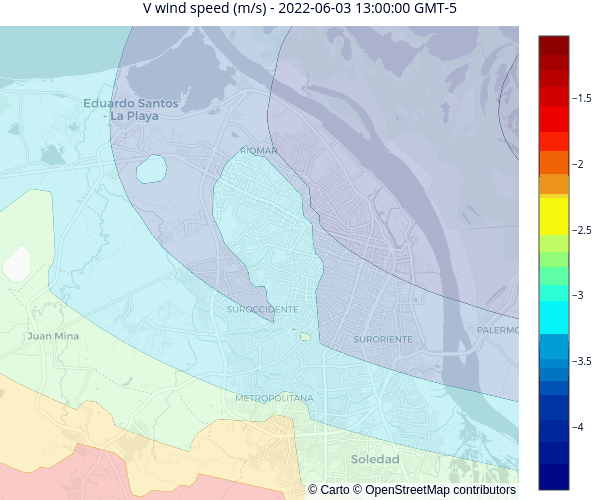 V wind speed (m/s) - 2022-06-03 13:00:00 GMT-5
Eduardo Santos
- La Playa
RIOMAR
SUROCCIDENTE
SURORIENTE
PALERMO
Juan Mina
METROPOLITANA
Soledad
© Carto © OpenStreetMap contributors
−1.5
−2
−2.5
−3
−3.5
−4